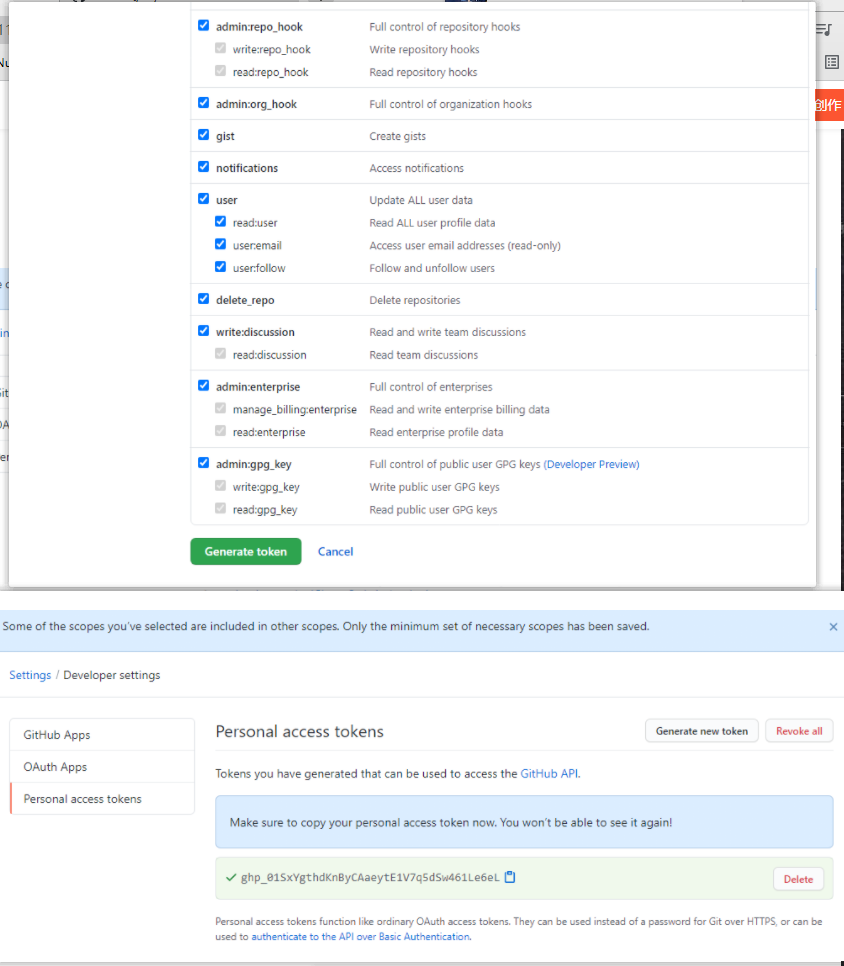 admin:repo_hook Full control of repository hooks
write:repo_hook Write repository hooks
read:repo_hook Read repository hooks
admin:org_hook Full control of organization hooks
创作
gist Create gists
notifications Access notifications
user Update ALL user data
read:user Read ALL user profile data
user:email Access user email addresses (read-only)
user:follow Follow and unfollow users
delete_repo Delete repositories
write:discussion Read and write team discussions
read:discussion Read team discussions
admin:enterprise Full control of enterprises
manage_billing:enterprise Read and write enterprise billing data
read:enterprise Read enterprise profile data
admin:gpg_key Full control of public user GPG keys (Developer Preview)
write:gpg_key Write public user GPG keys
read:gpg_key Read public user GPG keys
Generate token Cancel
Some of the scopes you've selected are included in other scopes. Only the minimum set of necessary scopes has been saved.
Settings / Developer settings
GitHub Apps
OAuth Apps
Personal access tokens
Personal access tokens Generate new token Revoke all
Tokens you have generated that can be used to access the GitHub API.
Make sure to copy your personal access token now. You won't be able to see it again!
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 Delete
Personal access tokens function like ordinary OAuth access tokens. They can be used instead of a password for Git over HTTPS, or can be
used to authenticate to the API over Basic Authentication.